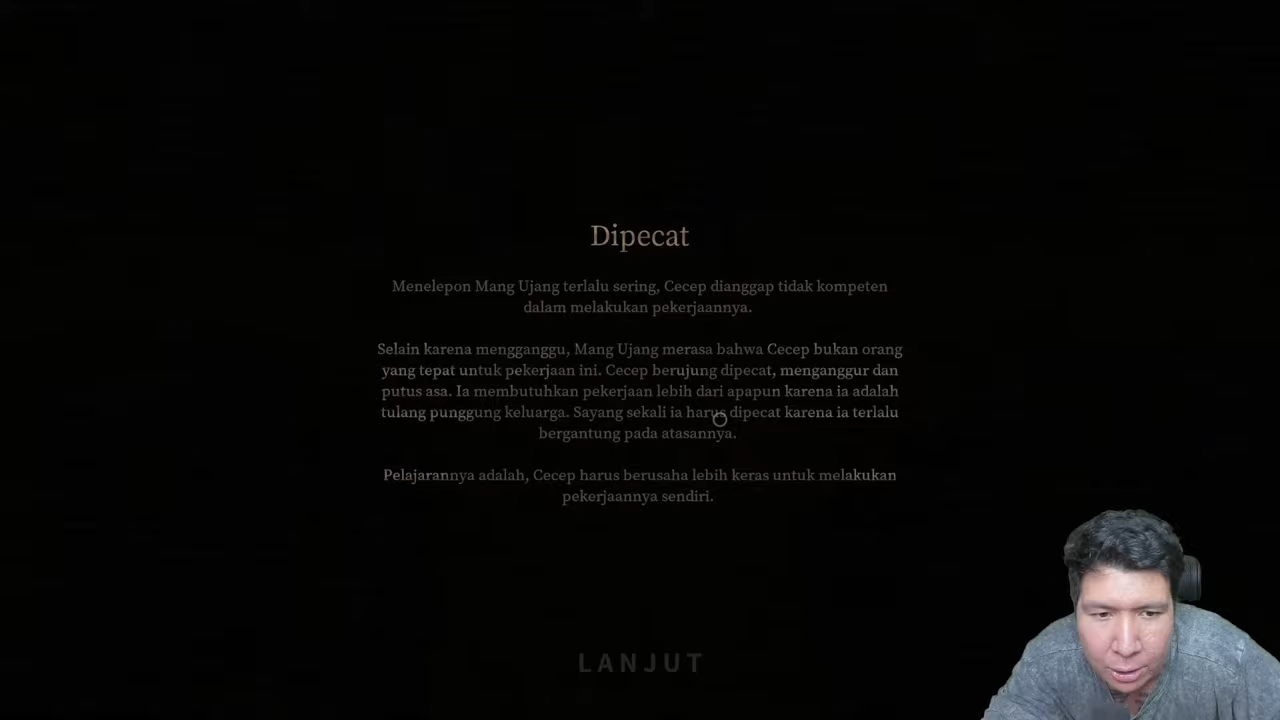 Dipecat
Menelepon Mang Ujang terlalu sering, Cecep dianggap tidak kompeten
dalam melakukan pekerjaannya.
Selain karena mengganggu, Mang Ujang merasa bahwa Cecep bukan orang
yang tepat untuk pekerjaan ini. Cecep berujung dipecat, menganggur dan
putus asa. Ia membutuhkan pekerjaan lebih dari apapun karena ia adalah
tulang punggung keluarga. Sayang sekali ia harus dipecat karena ia terlalu
bergantung pada atasannya.
Pelajarannya adalah, Cecep harus berusaha lebih keras untuk melakukan
pekerjaannya sendiri.
LANJUT